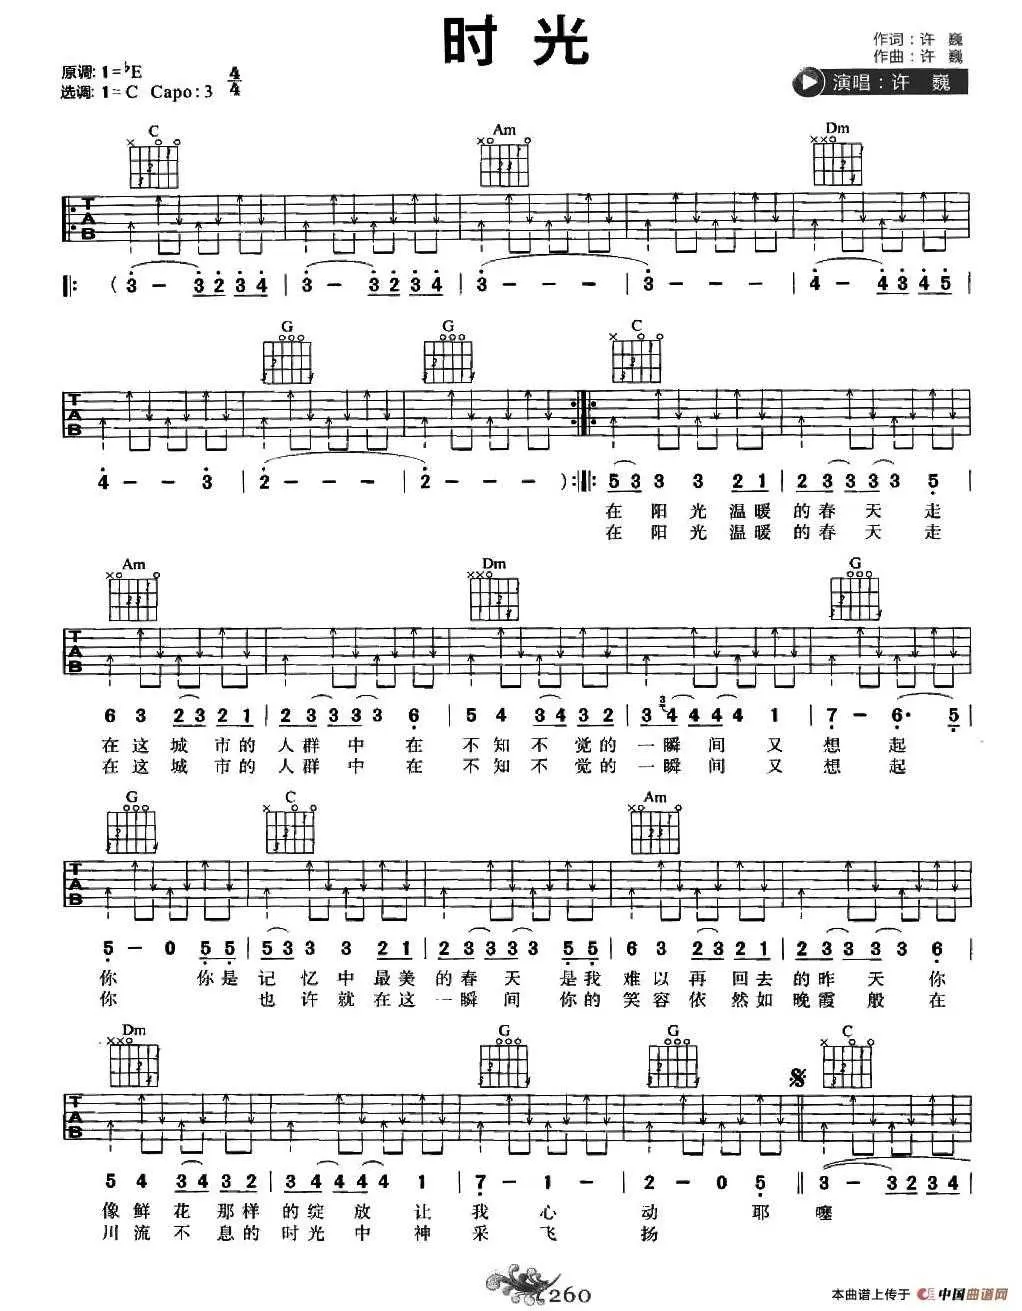 时 光
作词：许 巍
作曲：许 巍
原调: 1=♭E 4/4
选调: 1=C Capo:3
演唱：许 巍
C Am Dm
TAB
‖: ( 3 — 3 2 3 4 | 3 — 3 2 3 4 | 3 — — — | 3 — — — | 4 — 4 3 4 5 |
G G C
TAB
4 — — 3 | 2 — — — | 2 — — — ) :‖: 5 3 3 3 2 1 | 2 3 3 3 3 5 |
在 阳 光 温 暖 的 春 天 走
在 阳 光 温 暖 的 春 天 走
Am Dm G
TAB
6 3 2 3 2 1 | 2 3 3 3 3 6 | 5 4 3 4 3 2 | 3 3 4 4 4 4 1 | 7 — 6· 5 |
在 这 城 市 的 人 群 中 在 不 知 不 觉 的 一 瞬 间 又 想 起
在 这 城 市 的 人 群 中 在 不 知 不 觉 的 一 瞬 间 又 想 起
G C Am
TAB
5 — 0 5 5 | 5 3 3 3 2 1 | 2 3 3 3 3 5 5 | 6 3 2 3 2 1 | 2 3 3 3 3 6 |
你 你 是 记 忆 中 最 美 的 春 天 是 我 难 以 再 回 去 的 昨 天 你
你 也 许 就 在 这 一 瞬 间 你 的 笑 容 依 然 如 晚 霞 般 在
Dm G G C
TAB
5 4 3 4 3 2 | 3 4 4 4 4 1 | 7 — 1 — | 2 — 0 5 ‖ 3 — 3 2 3 4 |
像 鲜 花 那 样 的 绽 放 让 我 心 动 耶 噻
川 流 不 息 的 时 光 中 神 采 飞 扬
260
本曲谱上传于 中国曲谱网